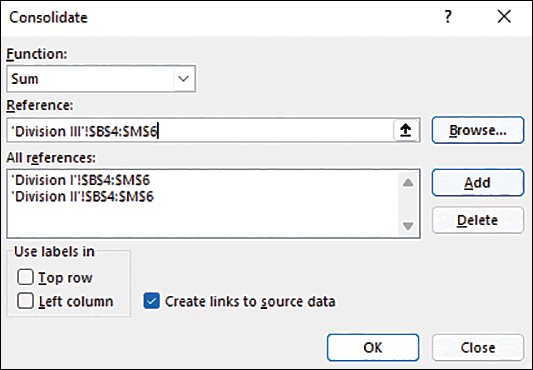 Consolidate
?
Function:
Sum
Reference:
'Division III'!$B$4:$M$6
Browse...
All references:
'Division I'!$B$4:$M$6
'Division II'!$B$4:$M$6
Add
Delete
Use labels in
Top row
Left column
Create links to source data
OK
Close